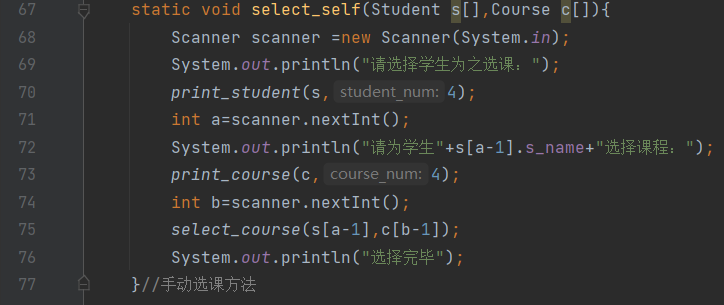 67 static void select_self(Student s[],Course c[]){
68 Scanner scanner =new Scanner(System.in);
69 System.out.println("请选择学生为之选课：");
70 print_student(s, student_num: 4);
71 int a=scanner.nextInt();
72 System.out.println("请为学生"+s[a-1].s_name+"选择课程：");
73 print_course(c, course_num: 4);
74 int b=scanner.nextInt();
75 select_course(s[a-1],c[b-1]);
76 System.out.println("选择完毕");
77 }//手动选课方法